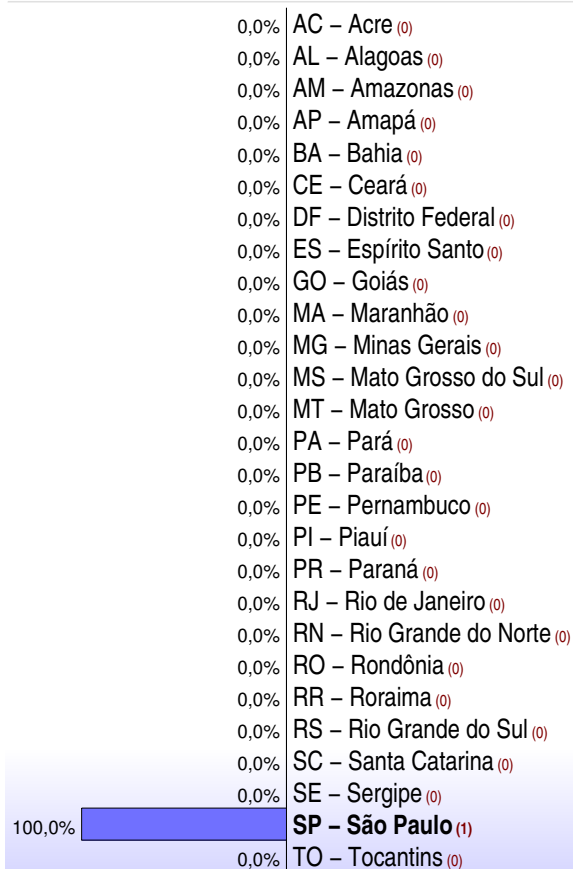 0,0% AC – Acre (0)
0,0% AL – Alagoas (0)
0,0% AM – Amazonas (0)
0,0% AP – Amapá (0)
0,0% BA – Bahia (0)
0,0% CE – Ceará (0)
0,0% DF – Distrito Federal (0)
0,0% ES – Espírito Santo (0)
0,0% GO – Goiás (0)
0,0% MA – Maranhão (0)
0,0% MG – Minas Gerais (0)
0,0% MS – Mato Grosso do Sul (0)
0,0% MT – Mato Grosso (0)
0,0% PA – Pará (0)
0,0% PB – Paraíba (0)
0,0% PE – Pernambuco (0)
0,0% PI – Piauí (0)
0,0% PR – Paraná (0)
0,0% RJ – Rio de Janeiro (0)
0,0% RN – Rio Grande do Norte (0)
0,0% RO – Rondônia (0)
0,0% RR – Roraima (0)
0,0% RS – Rio Grande do Sul (0)
0,0% SC – Santa Catarina (0)
0,0% SE – Sergipe (0)
100,0% SP – São Paulo (1)
0,0% TO – Tocantins (0)